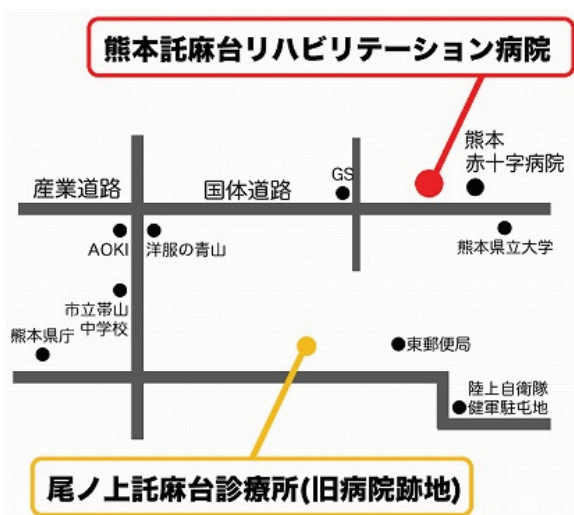 熊本託麻台リハビリテーション病院
熊本
赤十字病院
GS
産業道路
国体道路
AOKI
洋服の青山
熊本県立大学
市立帯山
中学校
熊本県庁
東郵便局
陸上自衛隊
健軍駐屯地
尾ノ上託麻台診療所(旧病院跡地)